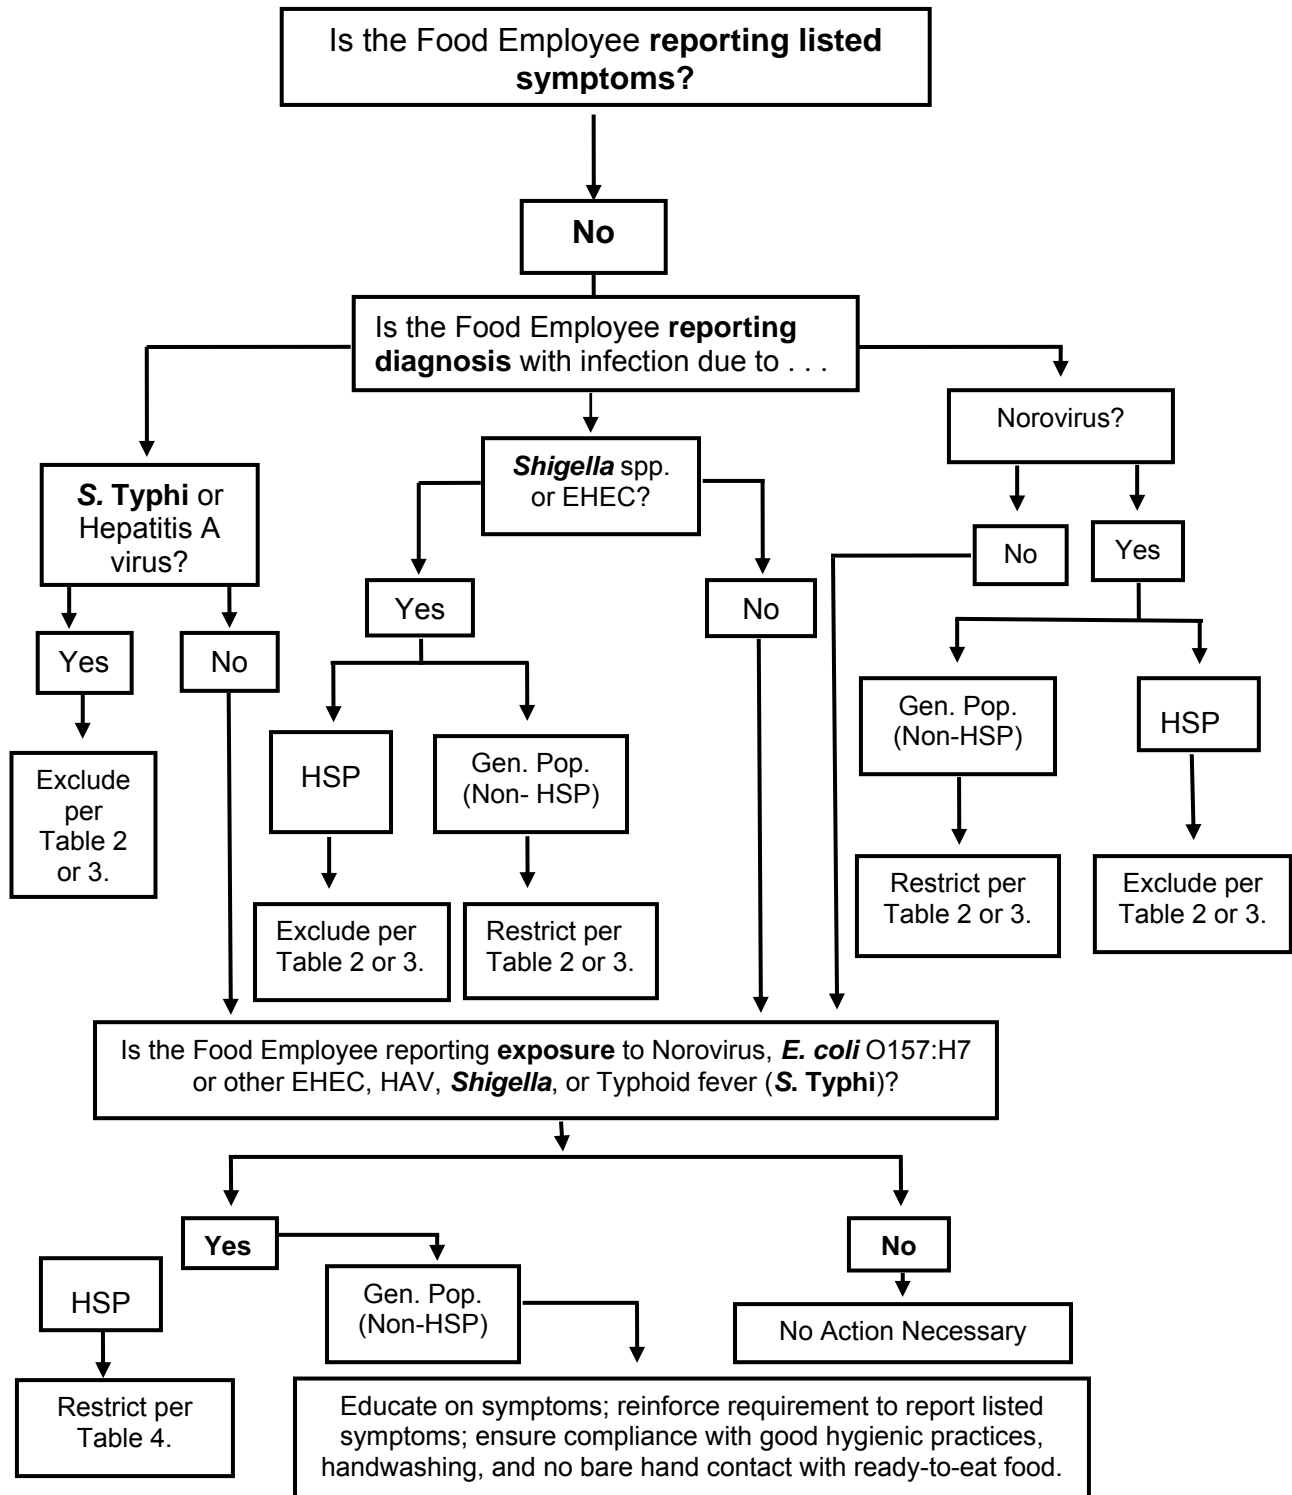 Is the Food Employee reporting listed
symptoms?
No
Is the Food Employee reporting
diagnosis with infection due to . . .
S. Typhi or
Hepatitis A
virus?
Yes
No
Exclude
per
Table 2
or 3.
Shigella spp.
or EHEC?
Yes
No
HSP
Gen. Pop.
(Non- HSP)
Exclude per
Table 2 or 3.
Restrict per
Table 2 or 3.
Norovirus?
No
Yes
Gen. Pop.
(Non-HSP)
HSP
Restrict per
Table 2 or 3.
Exclude per
Table 2 or 3.
Is the Food Employee reporting exposure to Norovirus, E. coli O157:H7
or other EHEC, HAV, Shigella, or Typhoid fever (S. Typhi)?
Yes
No
HSP
Gen. Pop.
(Non-HSP)
No Action Necessary
Restrict per
Table 4.
Educate on symptoms; reinforce requirement to report listed
symptoms; ensure compliance with good hygienic practices,
handwashing, and no bare hand contact with ready-to-eat food.